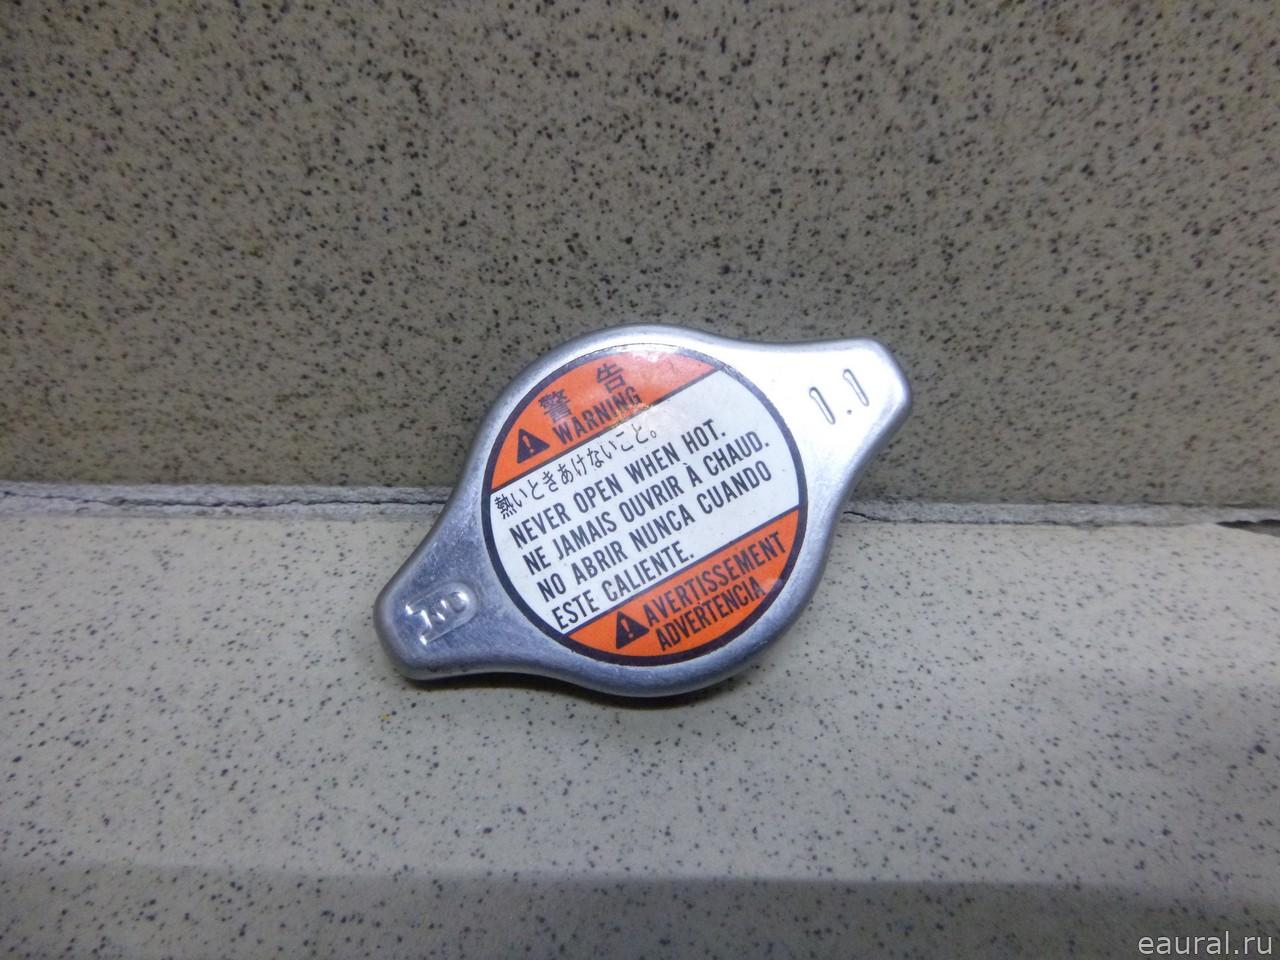 警告
WARNING
熱いときあけないこと。
NEVER OPEN WHEN HOT.
NE JAMAIS OUVRIR À CHAUD.
NO ABRIR NUNCA CUANDO
ESTE CALIENTE.
AVERTISSEMENT
ADVERTENCIA
1.1
ND
eaural.ru